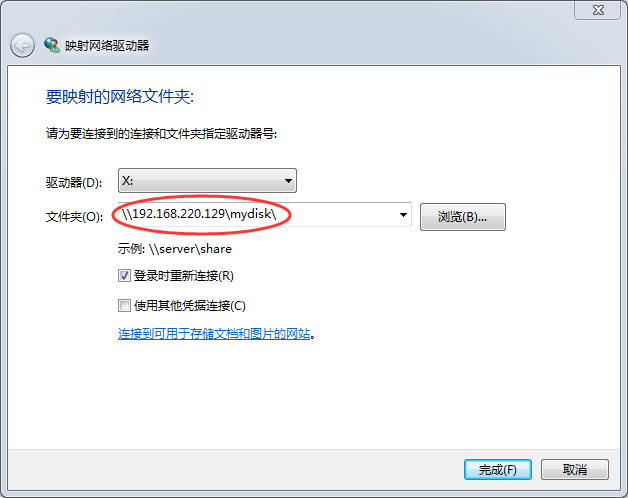 映射网络驱动器
要映射的网络文件夹:
请为要连接到的连接和文件夹指定驱动器号:
驱动器(D): X:
文件夹(O): \\192.168.220.129\mydisk\ 浏览(B)...
示例: \\server\share
登录时重新连接(R)
使用其他凭据连接(C)
连接到可用于存储文档和图片的网站。
完成(F) 取消